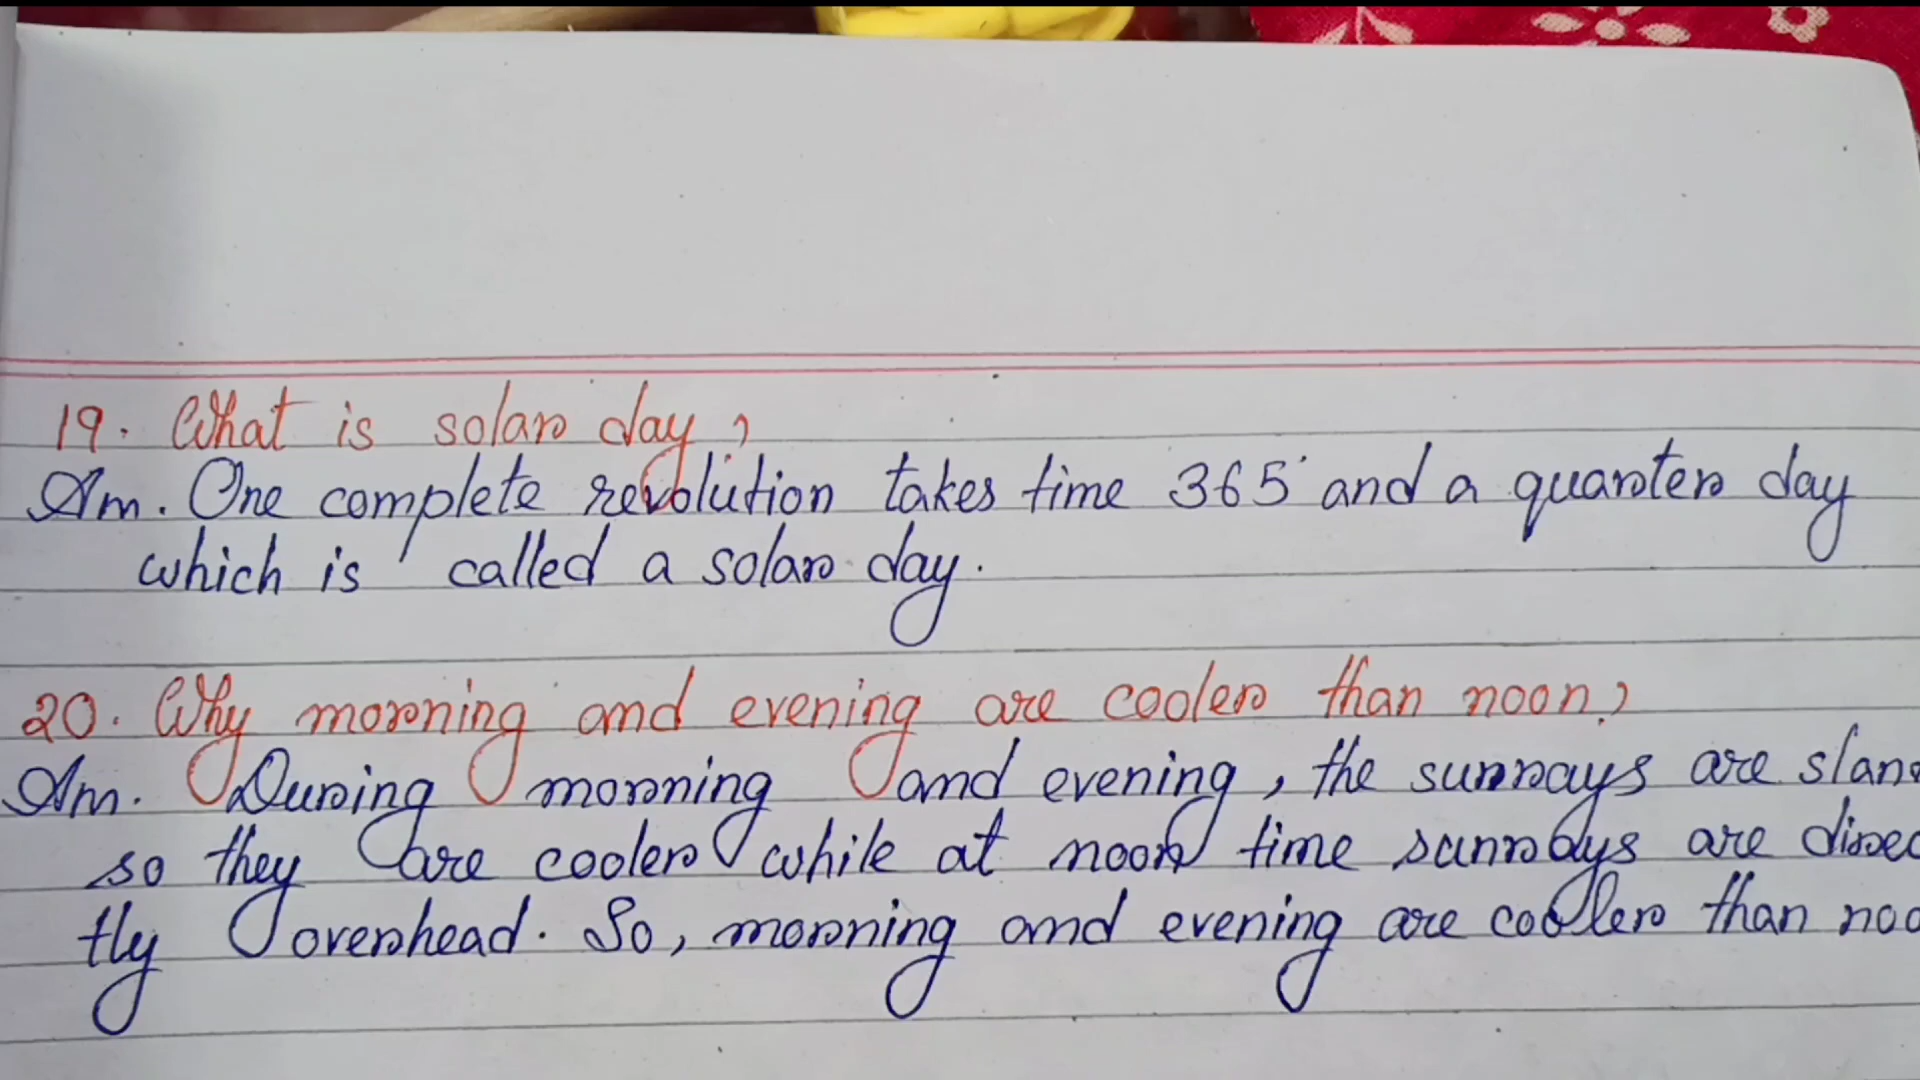 19. What is solar day?
Ans. One complete revolution takes time 365 and a quarter day
which is called a solar day.
20. Why morning and evening are cooler than noon?
Ans. During morning and evening, the sunrays are slan
so they are cooler while at noon time sunrays are direc
tly overhead. So, morning and evening are cooler than noo